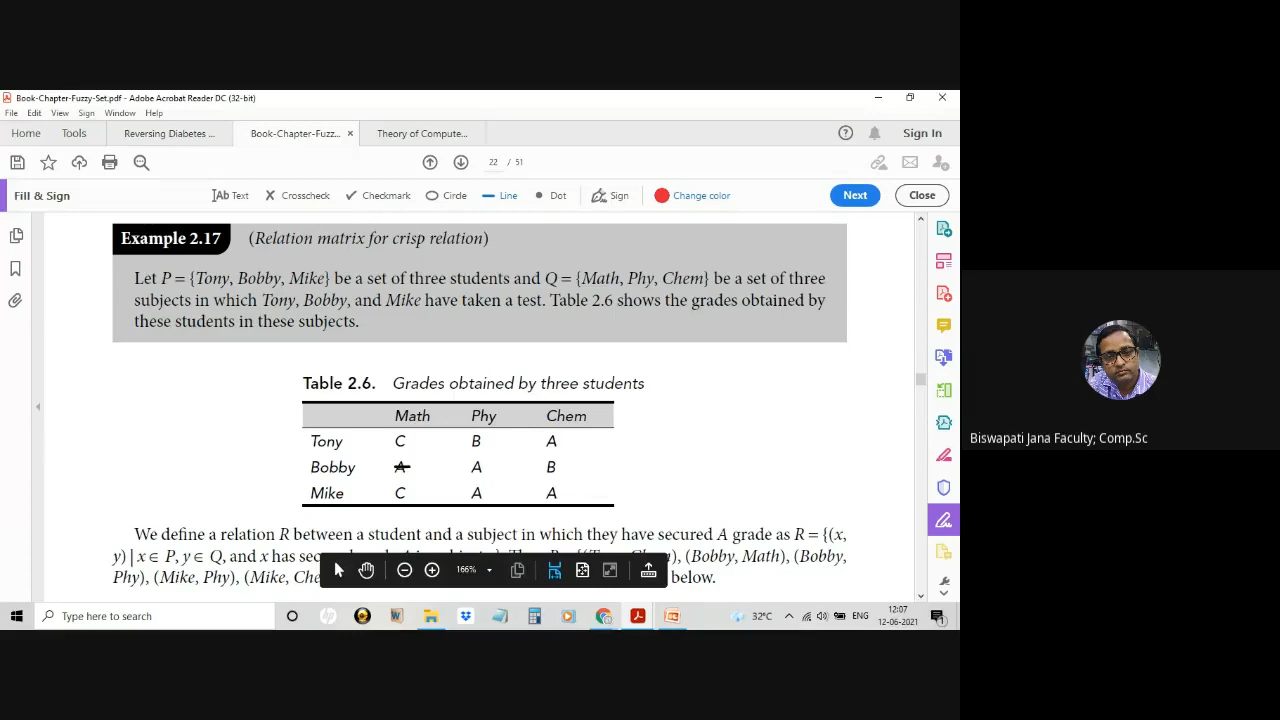 Book-Chapter-Fuzzy-Set.pdf - Adobe Acrobat Reader DC (32-bit)
File Edit View Sign Window Help
Home Tools Reversing Diabetes ... Book-Chapter-Fuzz... Theory of Compute... Sign In
22 / 51
Fill & Sign Ab Text Crosscheck Checkmark Circle Line Dot Sign Change color Next Close
Example 2.17 (Relation matrix for crisp relation)
Let P = {Tony, Bobby, Mike} be a set of three students and Q = {Math, Phy, Chem} be a set of three
subjects in which Tony, Bobby, and Mike have taken a test. Table 2.6 shows the grades obtained by
these students in these subjects.
Table 2.6. Grades obtained by three students
Math Phy Chem
Tony C B A
Bobby A A B
Mike C A A
We define a relation R between a student and a subject in which they have secured A grade as R = {(x,
y) | x ∈ P, y ∈ Q, and x has , (Bobby, Math), (Bobby,
Phy), (Mike, Phy), (Mike, below.
166%
Biswapati Jana Faculty; Comp.Sc
Type here to search
32°C ENG
12:07
12-06-2021